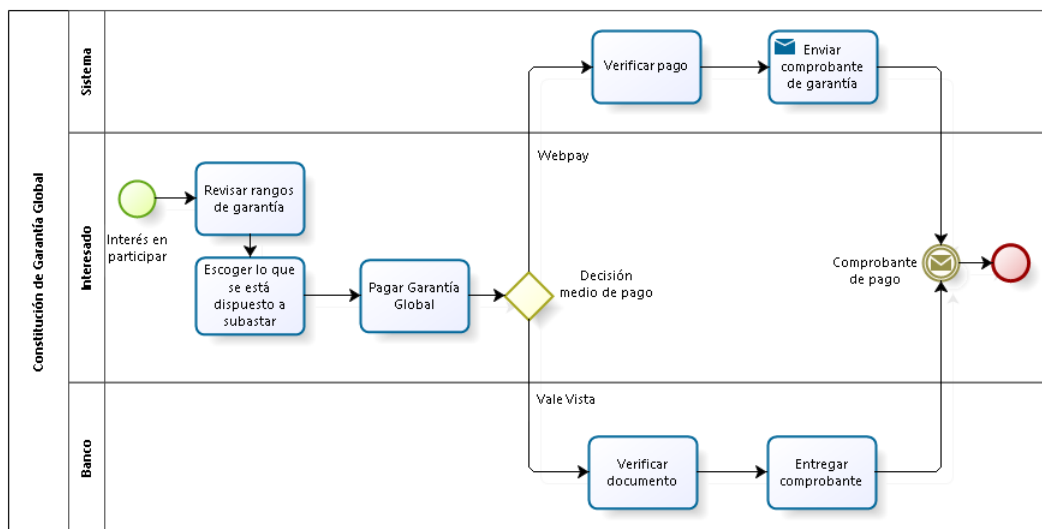 Constitución de Garantía Global
Sistema
Verificar pago
Enviar
comprobante
de garantía
Interesado
Webpay
Revisar rangos
de garantía
Interés en
participar
Escoger lo que
se está
dispuesto a
subastar
Pagar Garantía
Global
Decisión
medio de pago
Comprobante
de pago
Banco
Vale Vista
Verificar
documento
Entregar
comprobante